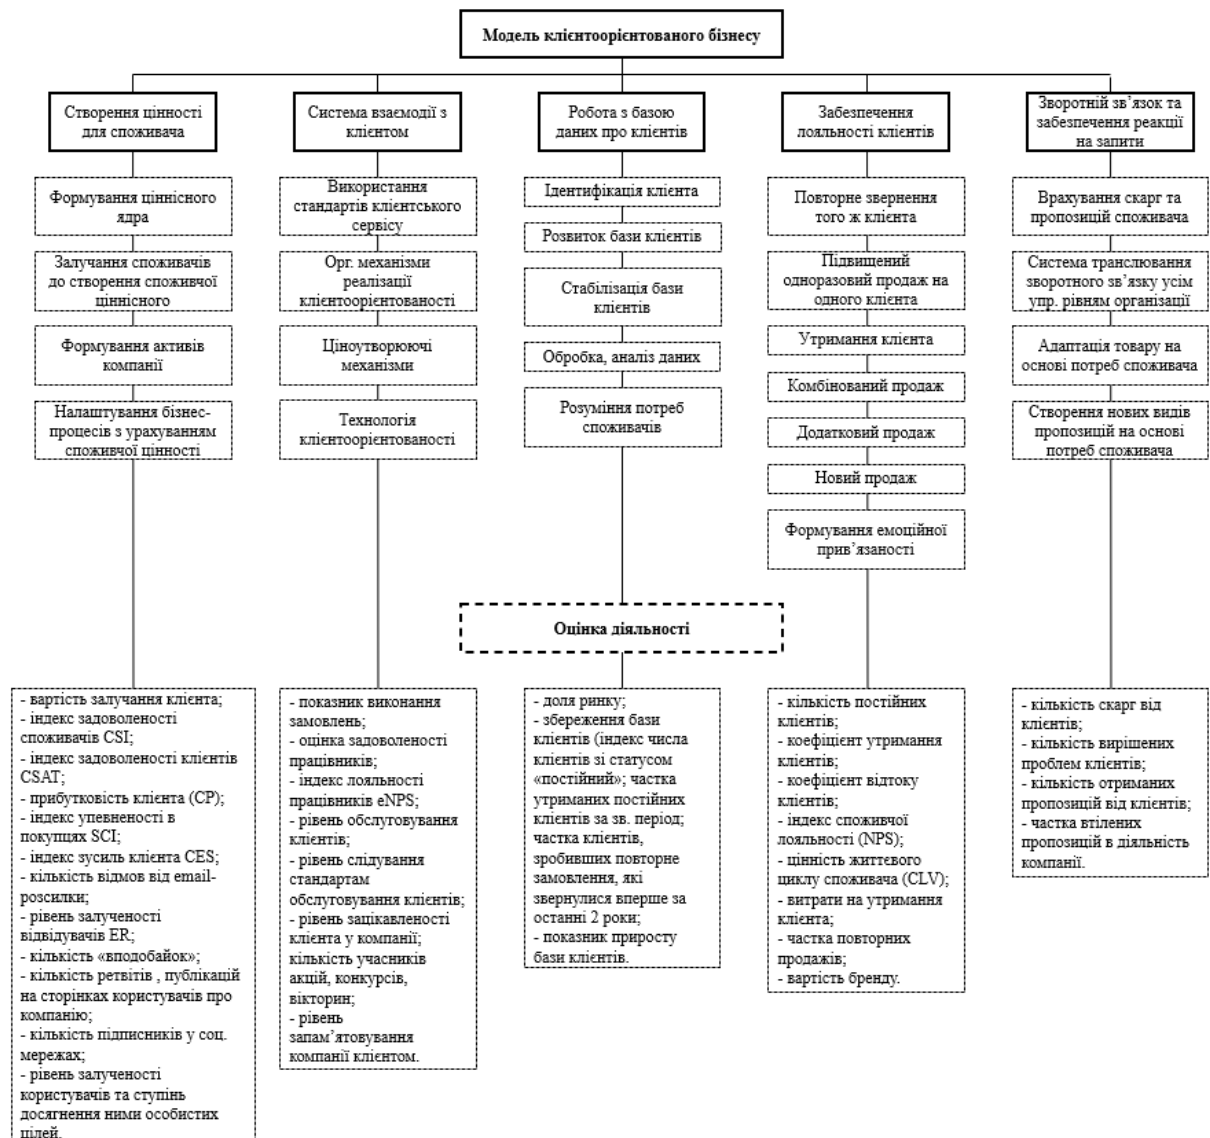 Модель клієнтоорієнтованого бізнесу
Створення цінності
для споживача
Система взаємодії з
клієнтом
Робота з базою
даних про клієнтів
Забезпечення
лояльності клієнтів
Зворотній зв’язок та
забезпечення реакції
на запити
Формування ціннісного
ядра
Залучання споживачів
до створення споживчої
ціннісного
Формування активів
компанії
Налаштування бізнес-
процесів з урахуванням
споживчої цінності
Використання
стандартів клієнтського
сервісу
Орг. механізми
реалізації
клієнтоорієнтованості
Ціноутворюючі
механізми
Технологія
клієнтоорієнтованості
Ідентифікація клієнта
Розвиток бази клієнтів
Стабілізація бази
клієнтів
Обробка, аналіз даних
Розуміння потреб
споживачів
Повторне звернення
того ж клієнта
Підвищений
одноразовий продаж на
одного клієнта
Утримання клієнта
Комбінований продаж
Додатковий продаж
Новий продаж
Формування емоційної
прив’язаності
Врахування скарг та
пропозицій споживача
Система транслювання
зворотного зв’язку усім
упр. рівням організації
Адаптація товару на
основі потреб споживача
Створення нових видів
пропозицій на основі
потреб споживача
Оцінка діяльності
- вартість залучання клієнта;
- індекс задоволеності
споживачів CSI;
- індекс задоволеності клієнтів
CSAT;
- прибутковість клієнта (CP);
- індекс упевненості в
покупцях SCI;
- індекс зусиль клієнта CES;
- кількість відмов від email-
розсилки;
- рівень залученості
відвідувачів ER;
- кількість «вподобайок»;
- кількість ретвітів , публікацій
на сторінках користувачів про
компанію;
- кількість підписників у соц.
мережах;
- рівень залученості
користувачів та ступінь
досягнення ними особистих
цілей.
- показник виконання
замовлень;
- оцінка задоволеності
працівників;
- індекс лояльності
працівників eNPS;
- рівень обслуговування
клієнтів;
- рівень слідування
стандартам
обслуговування клієнтів;
- рівень зацікавленості
клієнта у компанії;
кількість учасників
акцій, конкурсів,
вікторин;
- рівень
запам’ятовування
компанії клієнтом.
- доля ринку;
- збереження бази
клієнтів (індекс числа
клієнтів зі статусом
«постійний»; частка
утриманих постійних
клієнтів за зв. період;
частка клієнтів,
зробивших повторне
замовлення, які
звернулися вперше за
останні 2 роки;
- показник приросту
бази клієнтів.
- кількість постійних
клієнтів;
- коефіцієнт утримання
клієнтів;
- коефіцієнт відтоку
клієнтів;
- індекс споживчої
лояльності (NPS);
- цінність життєвого
циклу споживача (CLV);
- витрати на утримання
клієнта;
- частка повторних
продажів;
- вартість бренду.
- кількість скарг від
клієнтів;
- кількість вирішених
проблем клієнтів;
- кількість отриманих
пропозицій від клієнтів;
- частка втілених
пропозицій в діяльність
компанії.